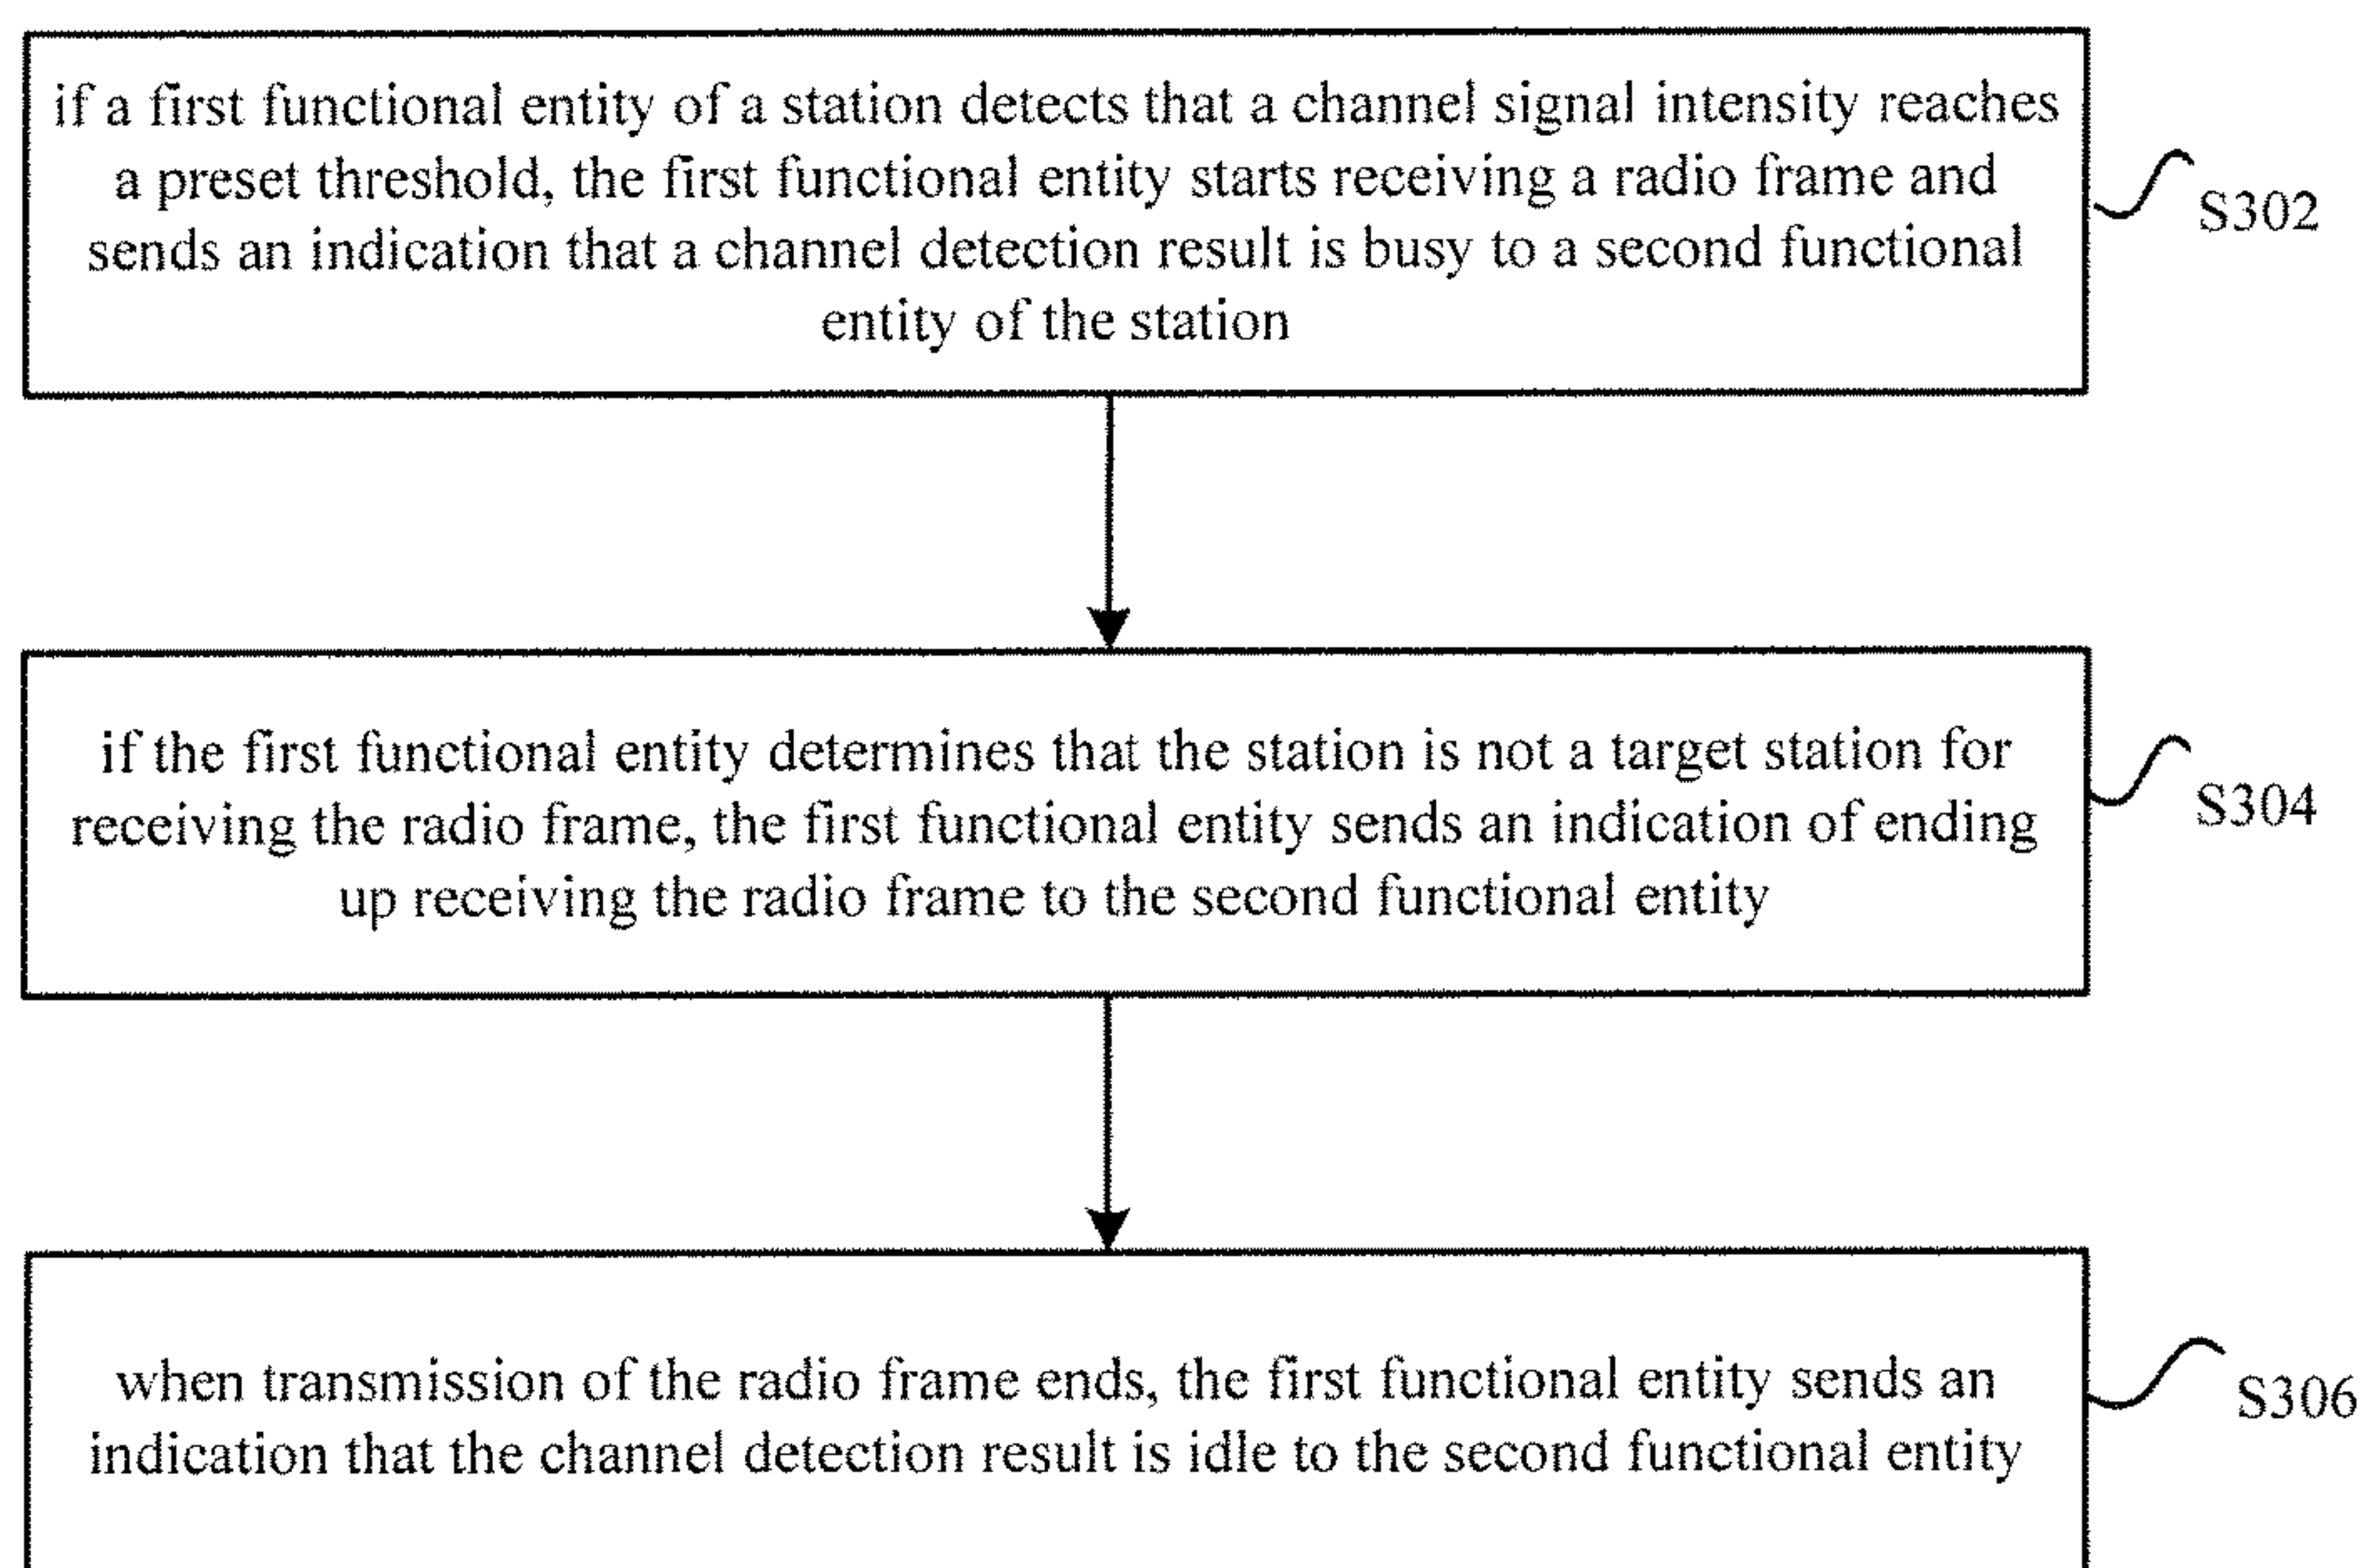 if a first functional entity of a station detects that a channel signal intensity reaches
a preset threshold, the first functional entity starts receiving a radio frame and
sends an indication that a channel detection result is busy to a second functional
entity of the station
S302
if the first functional entity determines that the station is not a target station for
receiving the radio frame, the first functional entity sends an indication of ending
up receiving the radio frame to the second functional entity
S304
when transmission of the radio frame ends, the first functional entity sends an
indication that the channel detection result is idle to the second functional entity
S306